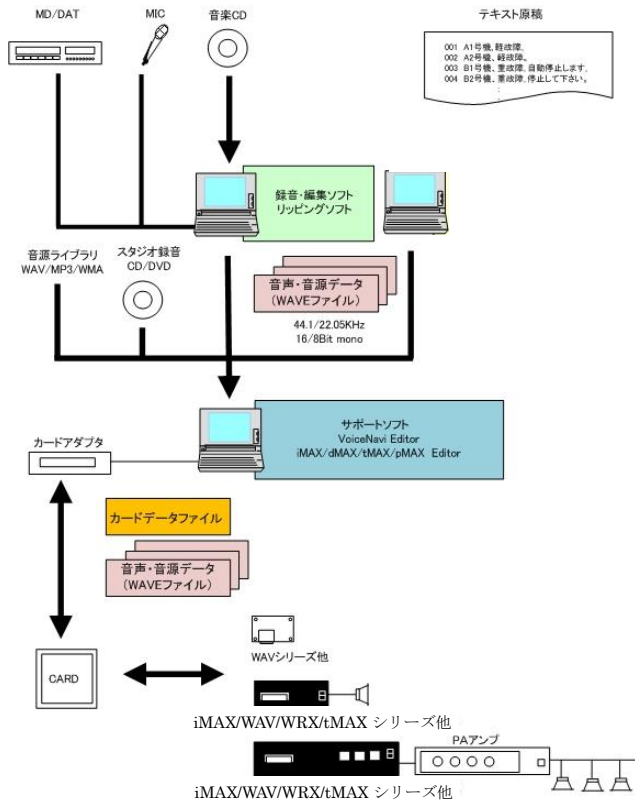 MD/DAT
MIC
音楽CD
テキスト原稿
001 A1号機、軽故障。
002 A2号機、軽故障。
003 B1号機、重故障、自動停止します。
004 B2号機、重故障、停止して下さい。
:
録音・編集ソフト
リッピングソフト
音源ライブラリ
WAV/MP3/WMA
スタジオ録音
CD/DVD
音声・音源データ
(WAVEファイル)
44.1/22.05KHz
16/8Bit mono
サポートソフト
VoiceNavi Editor
iMAX/dMAX/tMAX/pMAX Editor
カードアダプタ
カードデータファイル
音声・音源データ
(WAVEファイル)
CARD
WAVシリーズ他
iMAX/WAV/WRX/tMAX シリーズ他
PAアンプ
iMAX/WAV/WRX/tMAX シリーズ他